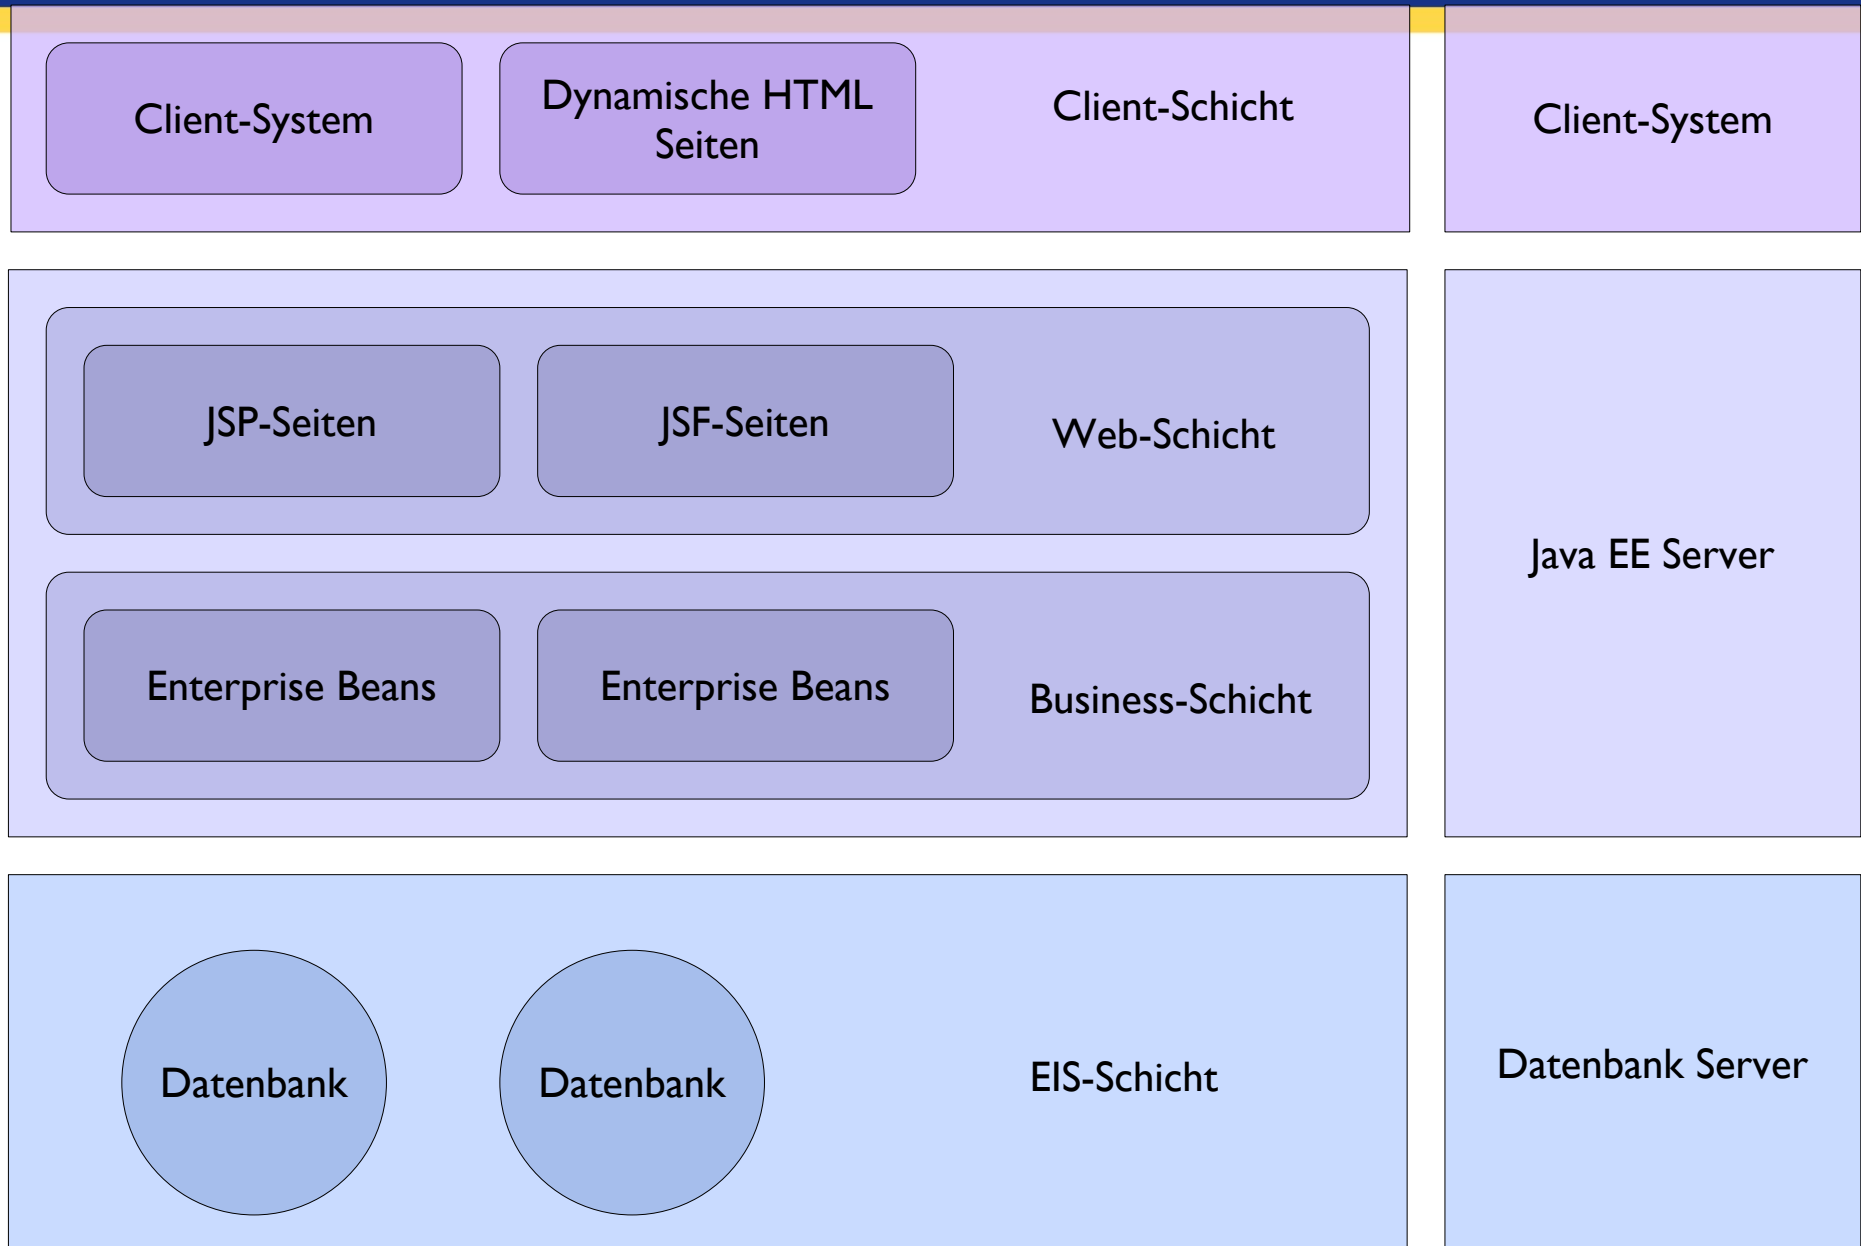 Client-System
Dynamische HTML
Seiten
Client-Schicht
Client-System
JSP-Seiten
JSF-Seiten
Web-Schicht
Java EE Server
Enterprise Beans
Enterprise Beans
Business-Schicht
Datenbank
Datenbank
EIS-Schicht
Datenbank Server